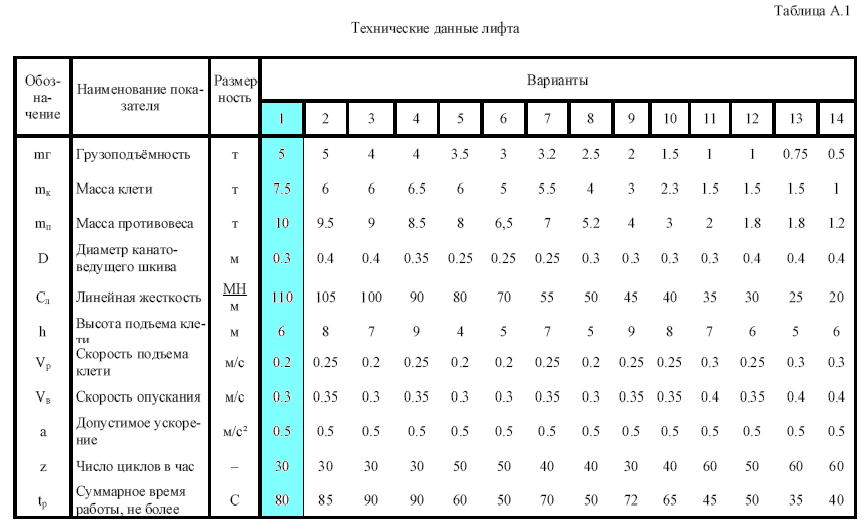 Таблица А.1
Технические данные лифта
Обоз-
на-
чение
Наименование пока-
зателя
Размер
ность
Варианты
1 2 3 4 5 6 7 8 9 10 11 12 13 14
mг Грузоподъёмность т 5 5 4 4 3.5 3 3.2 2.5 2 1.5 1 1 0.75 0.5
mк Масса клети т 7.5 6 6 6.5 6 5 5.5 4 3 2.3 1.5 1.5 1.5 1
mп Масса противовеса т 10 9.5 9 8.5 8 6,5 7 5.2 4 3 2 1.8 1.8 1.2
D Диаметр канато-
ведущего шкива м 0.3 0.4 0.4 0.35 0.25 0.25 0.25 0.3 0.3 0.3 0.3 0.4 0.4 0.4
Сл Линейная жесткость МН
м 110 105 100 90 80 70 55 50 45 40 35 30 25 20
h Высота подъема кле-
ти м 6 8 7 9 4 5 7 5 9 8 7 6 5 6
Vр Скорость подъема
клети м/с 0.2 0.25 0.2 0.25 0.2 0.2 0.25 0.2 0.25 0.25 0.3 0.25 0.3 0.3
Vв Скорость опускания м/с 0.3 0.35 0.3 0.35 0.3 0.3 0.35 0.3 0.35 0.35 0.4 0.35 0.4 0.4
a Допустимое ускоре-
ние м/с² 0.5 0.5 0.5 0.5 0.5 0.5 0.5 0.5 0.5 0.5 0.5 0.5 0.5 0.5
z Число циклов в час – 30 30 30 30 50 50 40 40 30 40 60 50 60 60
tр Суммарное время
работы, не более С 80 85 90 90 60 50 70 50 72 65 45 50 35 40